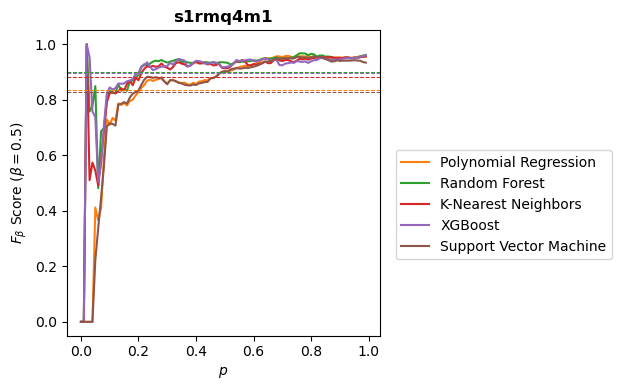 s1rmq4m1
1.0
0.8
0.6
0.4
0.2
0.0
F_β Score (β = 0.5)
0.0 0.2 0.4 0.6 0.8 1.0
p
Polynomial Regression
Random Forest
K-Nearest Neighbors
XGBoost
Support Vector Machine